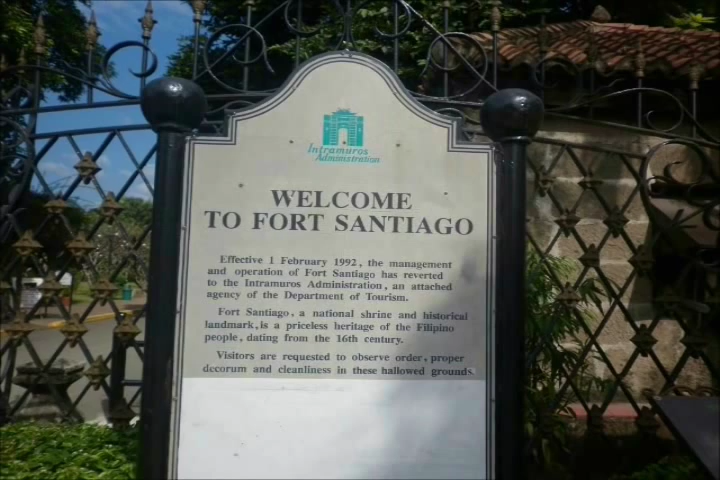 Intramuros
Administration
WELCOME
TO FORT SANTIAGO
Effective 1 February 1992, the management
and operation of Fort Santiago has reverted
to the Intramuros Administration, an attached
agency of the Department of Tourism.
Fort Santiago, a national shrine and historical
landmark, is a priceless heritage of the Filipino
people, dating from the 16th century.
Visitors are requested to observe order, proper
decorum and cleanliness in these hallowed grounds.